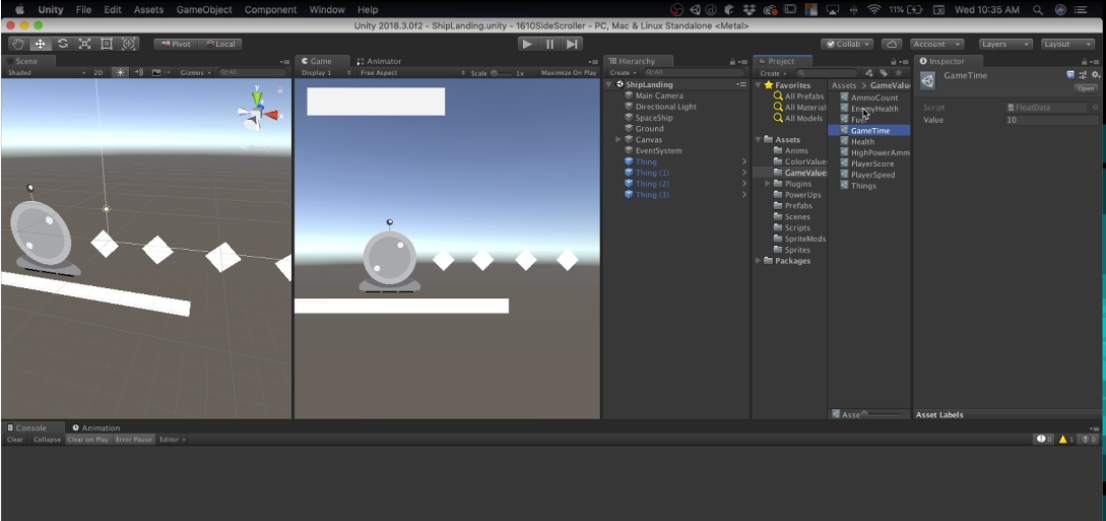 Unity File Edit Assets GameObject Component Window Help 11% Wed 10:35 AM
Unity 2018.3.0f2 - ShipLanding.unity - 1610SideScroller - PC, Mac & Linux Standalone <Metal>
Pivot Local Collab Account Layers Layout
Scene
Shaded 2D Gizmos All
y
Game Animator
Display 1 Free Aspect Scale 1x Maximize On Play
Hierarchy
Create All
ShipLanding
Main Camera
Directional Light
SpaceShip
Ground
Canvas
EventSystem
Thing
Thing (1)
Thing (2)
Thing (3)
Project
Create
Favorites
All Prefabs
All Material
All Models
Assets
Anims
ColorValue
GameValue
Plugins
PowerUps
Prefabs
Scenes
Scripts
SpriteMods
Sprites
Packages
Assets > GameValu
AmmoCount
EnemyHealth
Fuel
GameTime
Health
HighPowerAmm
PlayerScore
PlayerSpeed
Things
Asse
Inspector
GameTime
Open
Script FloatData
Value 10
Asset Labels
Console Animation
Clear Collapse Clear on Play Error Pause Editor
0 1 0